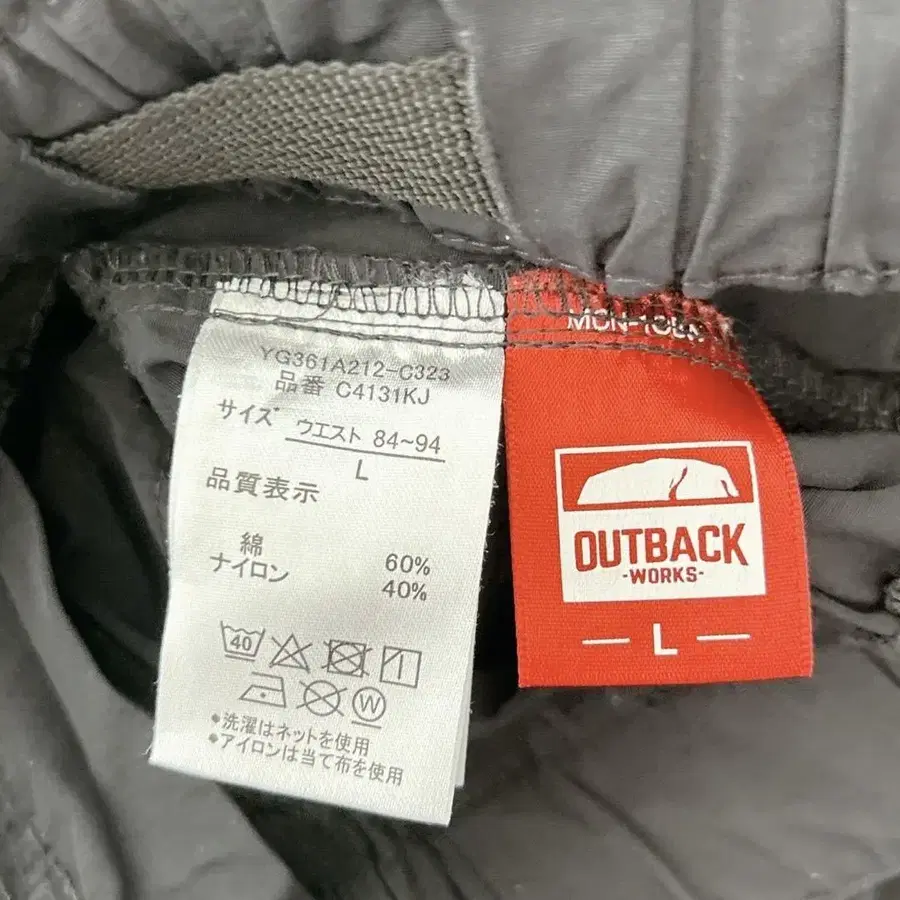 YG361A212-C323
品番 C4131KJ
サイズ ウエスト 84~94
L
品質表示
綿 60%
ナイロン 40%
40
W
*洗濯はネットを使用
*アイロンは当て布を使用
OUTBACK
-WORKS-
— L —